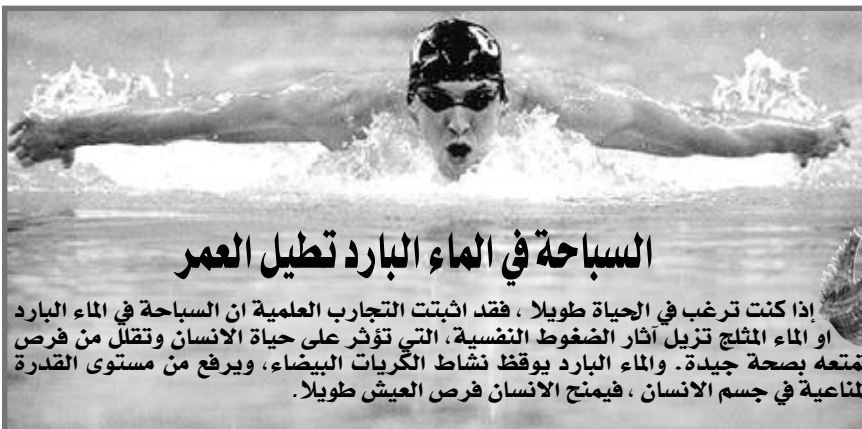 السباحة في الماء البارد تطيل العمر
إذا كنت ترغب في الحياة طويلا ، فقد اثبتت التجارب العلمية ان السباحة في الماء البارد
او الماء المثلج تزيل آثار الضغوط النفسية، التي تؤثر على حياة الانسان وتقلل من فرص
تمتعه بصحة جيدة. والماء البارد يوقظ نشاط الكريات البيضاء، ويرفع من مستوى القدرة
المناعية في جسم الانسان ، فيمنح الانسان فرص العيش طويلا.